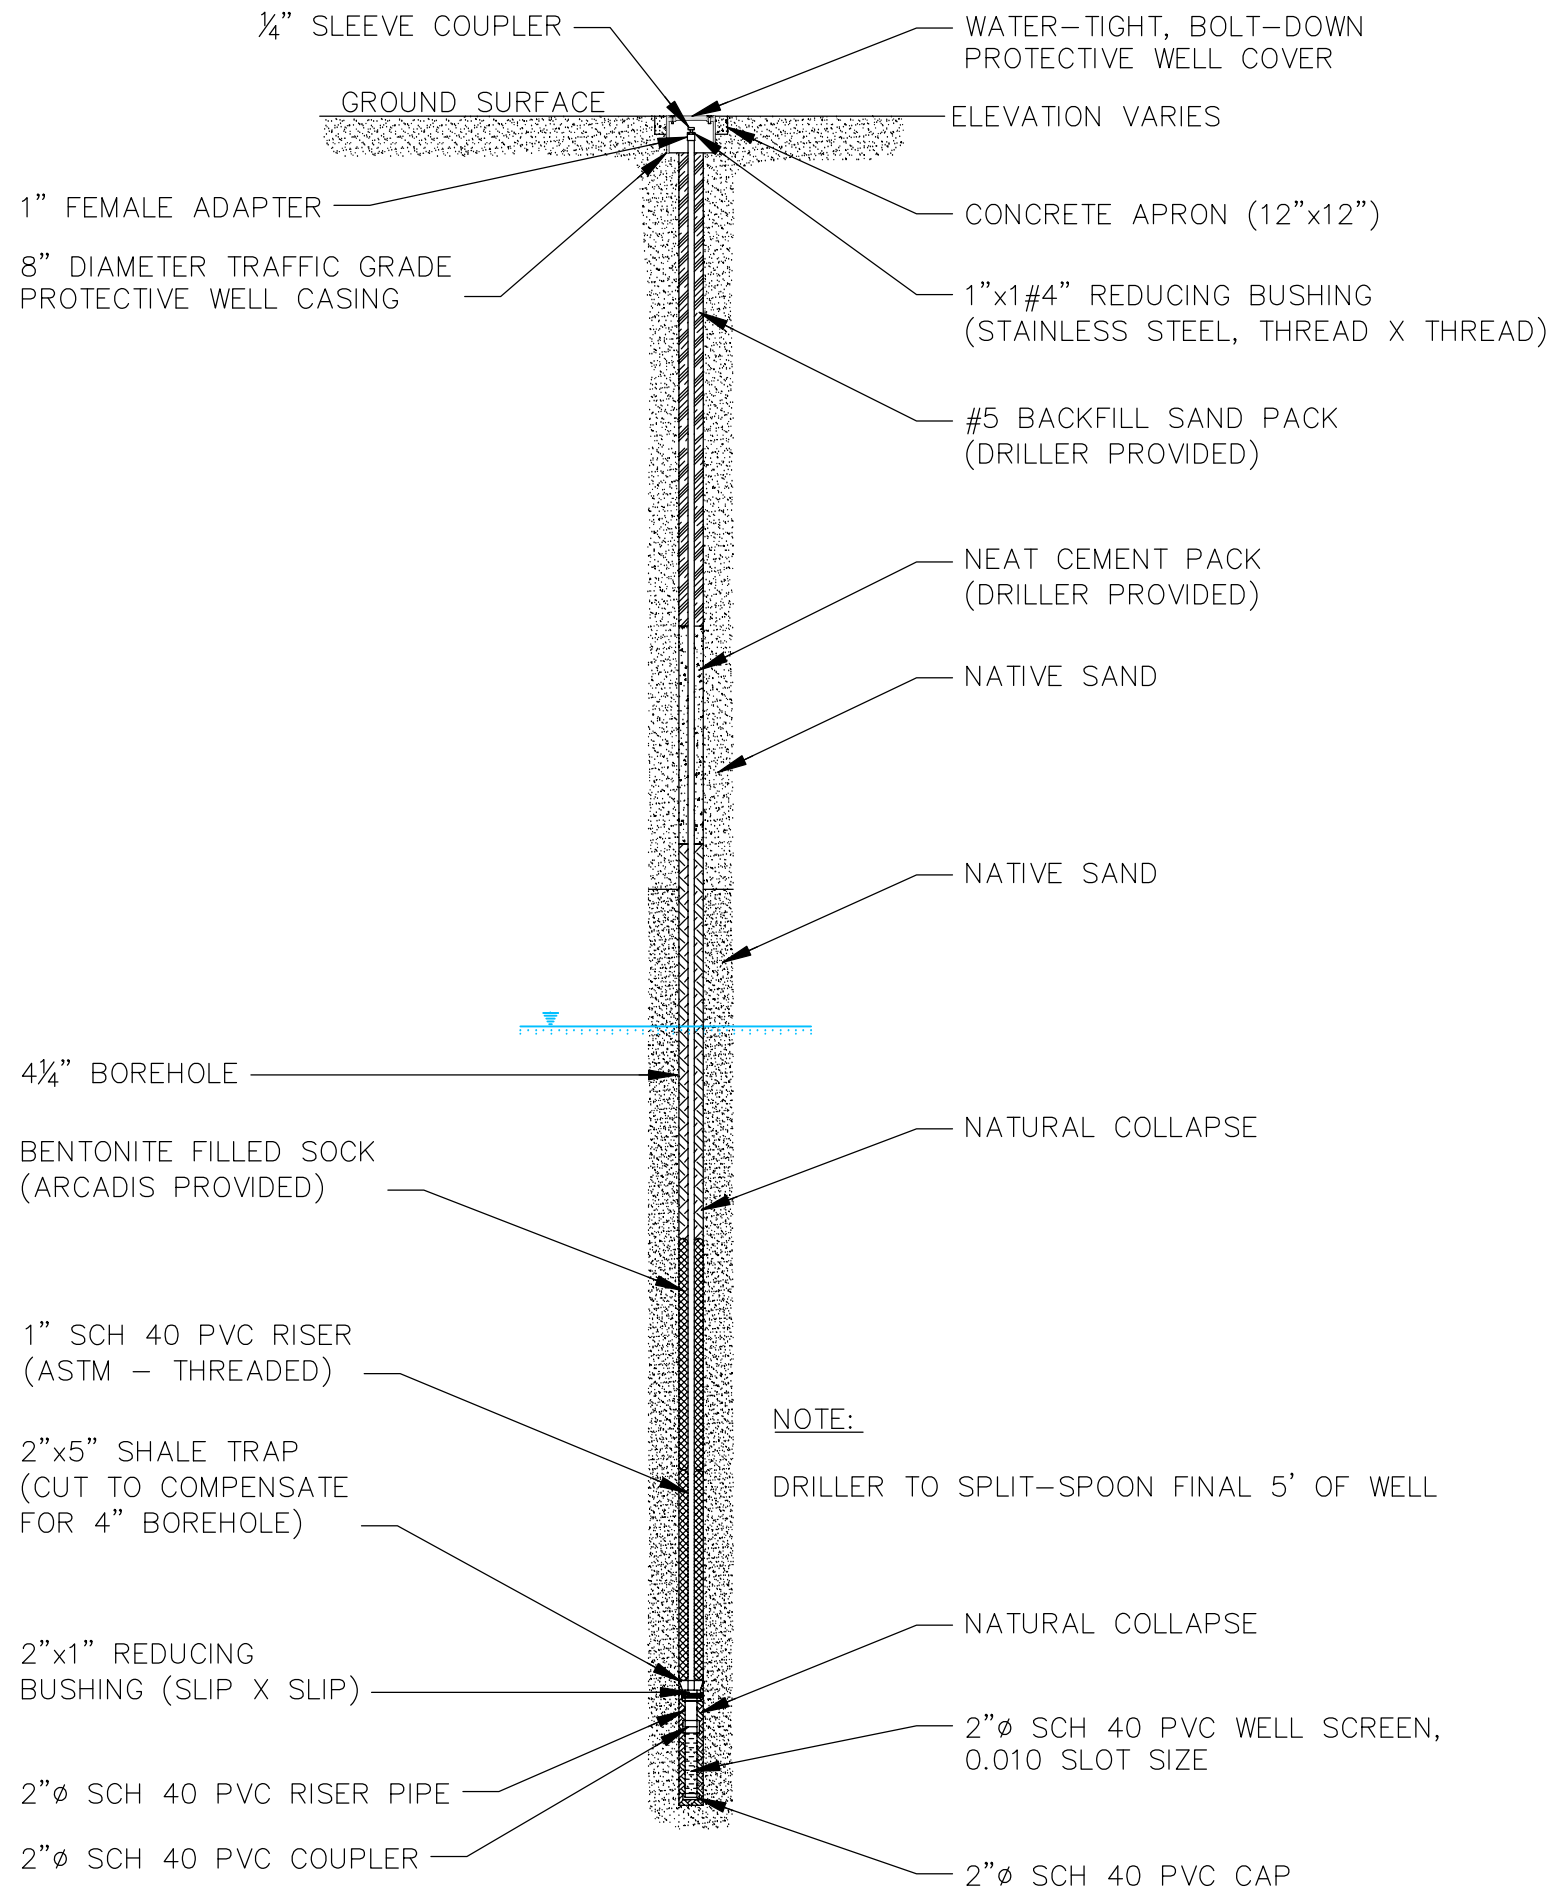 ¼” SLEEVE COUPLER
WATER-TIGHT, BOLT-DOWN
PROTECTIVE WELL COVER
GROUND SURFACE
ELEVATION VARIES
1” FEMALE ADAPTER
CONCRETE APRON (12”x12”)
8” DIAMETER TRAFFIC GRADE
PROTECTIVE WELL CASING
1”x1#4” REDUCING BUSHING
(STAINLESS STEEL, THREAD X THREAD)
#5 BACKFILL SAND PACK
(DRILLER PROVIDED)
NEAT CEMENT PACK
(DRILLER PROVIDED)
NATIVE SAND
NATIVE SAND
4¼” BOREHOLE
NATURAL COLLAPSE
BENTONITE FILLED SOCK
(ARCADIS PROVIDED)
1” SCH 40 PVC RISER
(ASTM – THREADED)
NOTE:
DRILLER TO SPLIT-SPOON FINAL 5’ OF WELL
2”x5” SHALE TRAP
(CUT TO COMPENSATE
FOR 4” BOREHOLE)
NATURAL COLLAPSE
2”x1” REDUCING
BUSHING (SLIP X SLIP)
2”ø SCH 40 PVC WELL SCREEN,
0.010 SLOT SIZE
2”ø SCH 40 PVC RISER PIPE
2”ø SCH 40 PVC COUPLER
2”ø SCH 40 PVC CAP